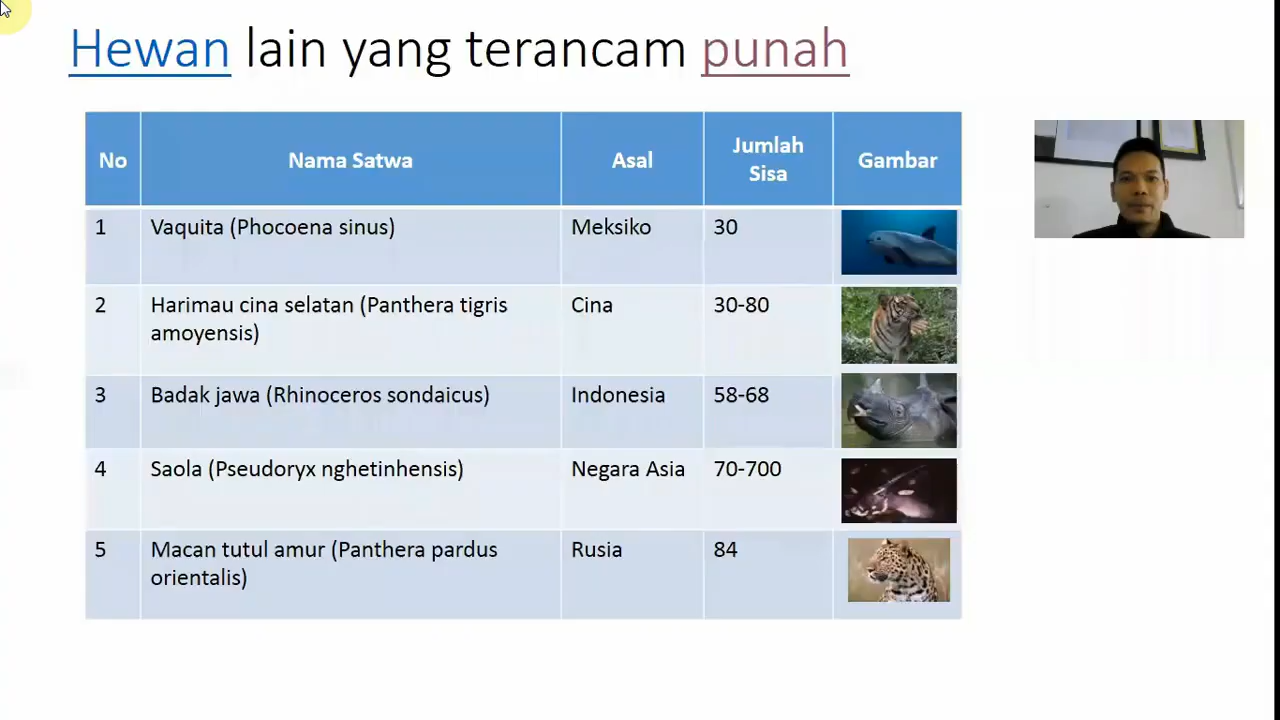 Hewan lain yang terancam punah
No Nama Satwa Asal Jumlah Sisa Gambar
1 Vaquita (Phocoena sinus) Meksiko 30
2 Harimau cina selatan (Panthera tigris amoyensis) Cina 30-80
3 Badak jawa (Rhinoceros sondaicus) Indonesia 58-68
4 Saola (Pseudoryx nghetinhensis) Negara Asia 70-700
5 Macan tutul amur (Panthera pardus orientalis) Rusia 84